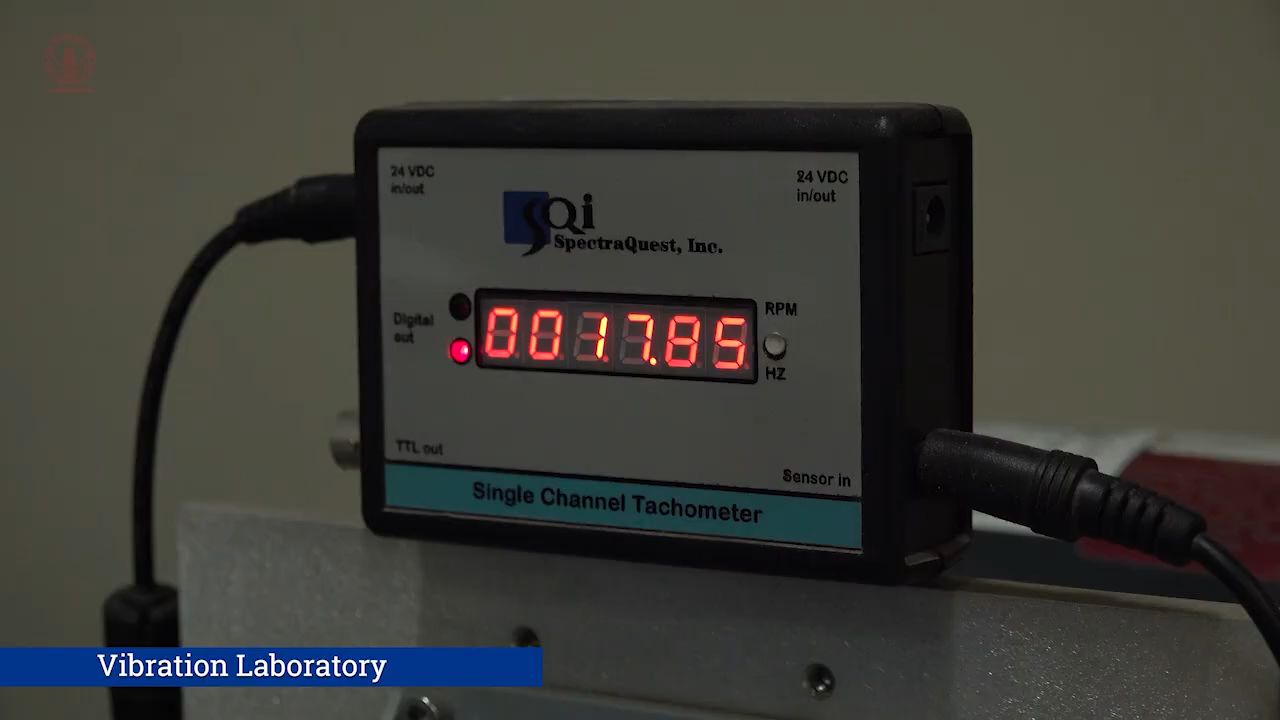 24 VDC
in/out
24 VDC
in/out
SQi
SpectraQuest, Inc.
Digital
out
0017.85
RPM
HZ
TTL out
Sensor in
Single Channel Tachometer
Vibration Laboratory